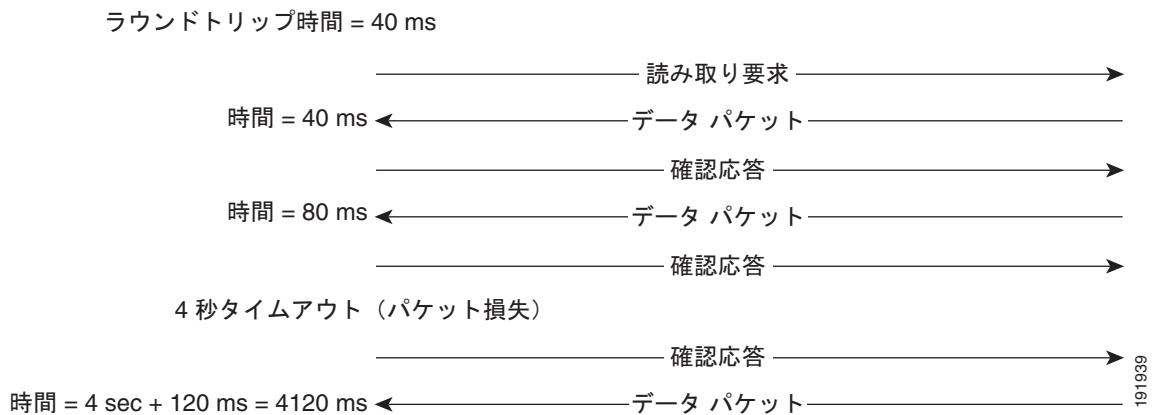 ラウンドトリップ時間 = 40 ms
読み取り要求
時間 = 40 ms
データ パケット
確認応答
時間 = 80 ms
データ パケット
確認応答
4 秒タイムアウト（パケット損失）
確認応答
時間 = 4 sec + 120 ms = 4120 ms
データ パケット
191939